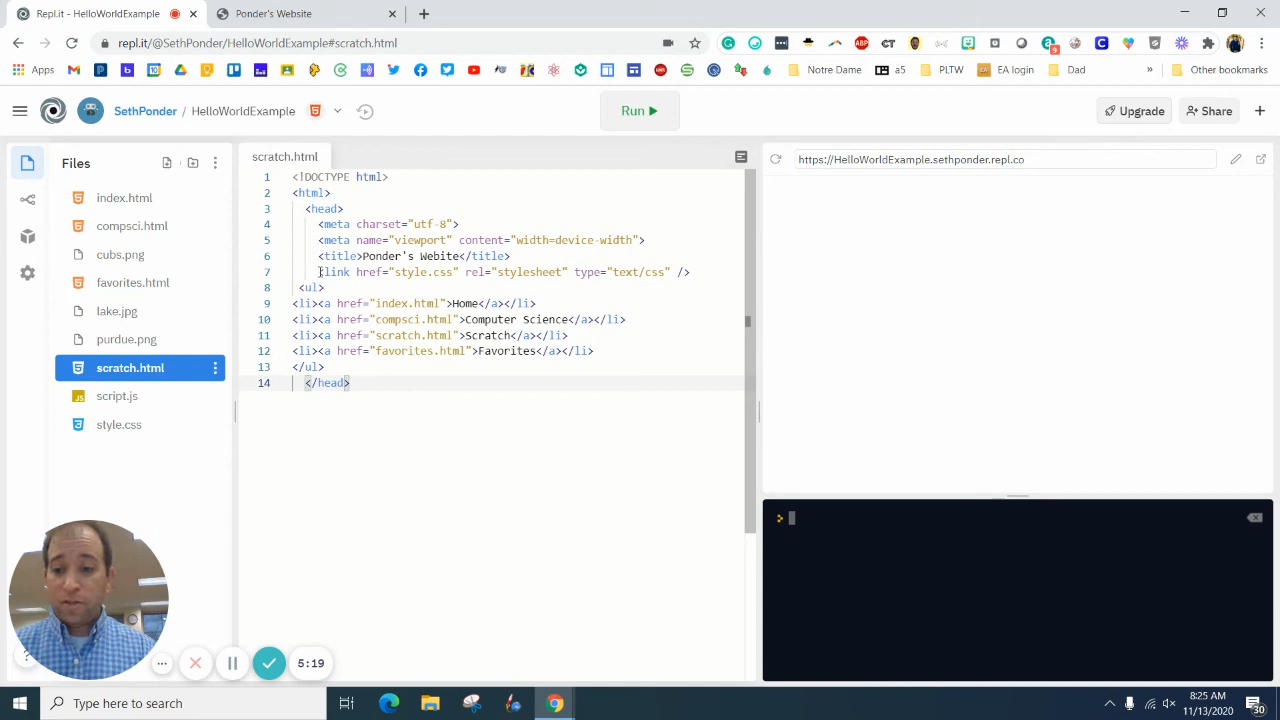 Repl.it - HelloWorldExample
Ponder's Website
repl.it/@SethPonder/HelloWorldExample#scratch.html
ABP
CT
9
Apps
Notre Dame
a5
PLTW
EA login
Dad
»
Other bookmarks
SethPonder / HelloWorldExample
Run
Upgrade
Share
Files
index.html
compsci.html
cubs.png
favorites.html
lake.jpg
purdue.png
scratch.html
script.js
style.css
scratch.html
1 <!DOCTYPE html>
2 <html>
3 <head>
4 <meta charset="utf-8">
5 <meta name="viewport" content="width=device-width">
6 <title>Ponder's Webite</title>
7 <link href="style.css" rel="stylesheet" type="text/css" />
8 <ul>
9 <li><a href="index.html">Home</a></li>
10 <li><a href="compsci.html">Computer Science</a></li>
11 <li><a href="scratch.html">Scratch</a></li>
12 <li><a href="favorites.html">Favorites</a></li>
13 </ul>
14 </head>
https://HelloWorldExample.sethponder.repl.co
>
5:19
Type here to search
8:25 AM
11/13/2020
30